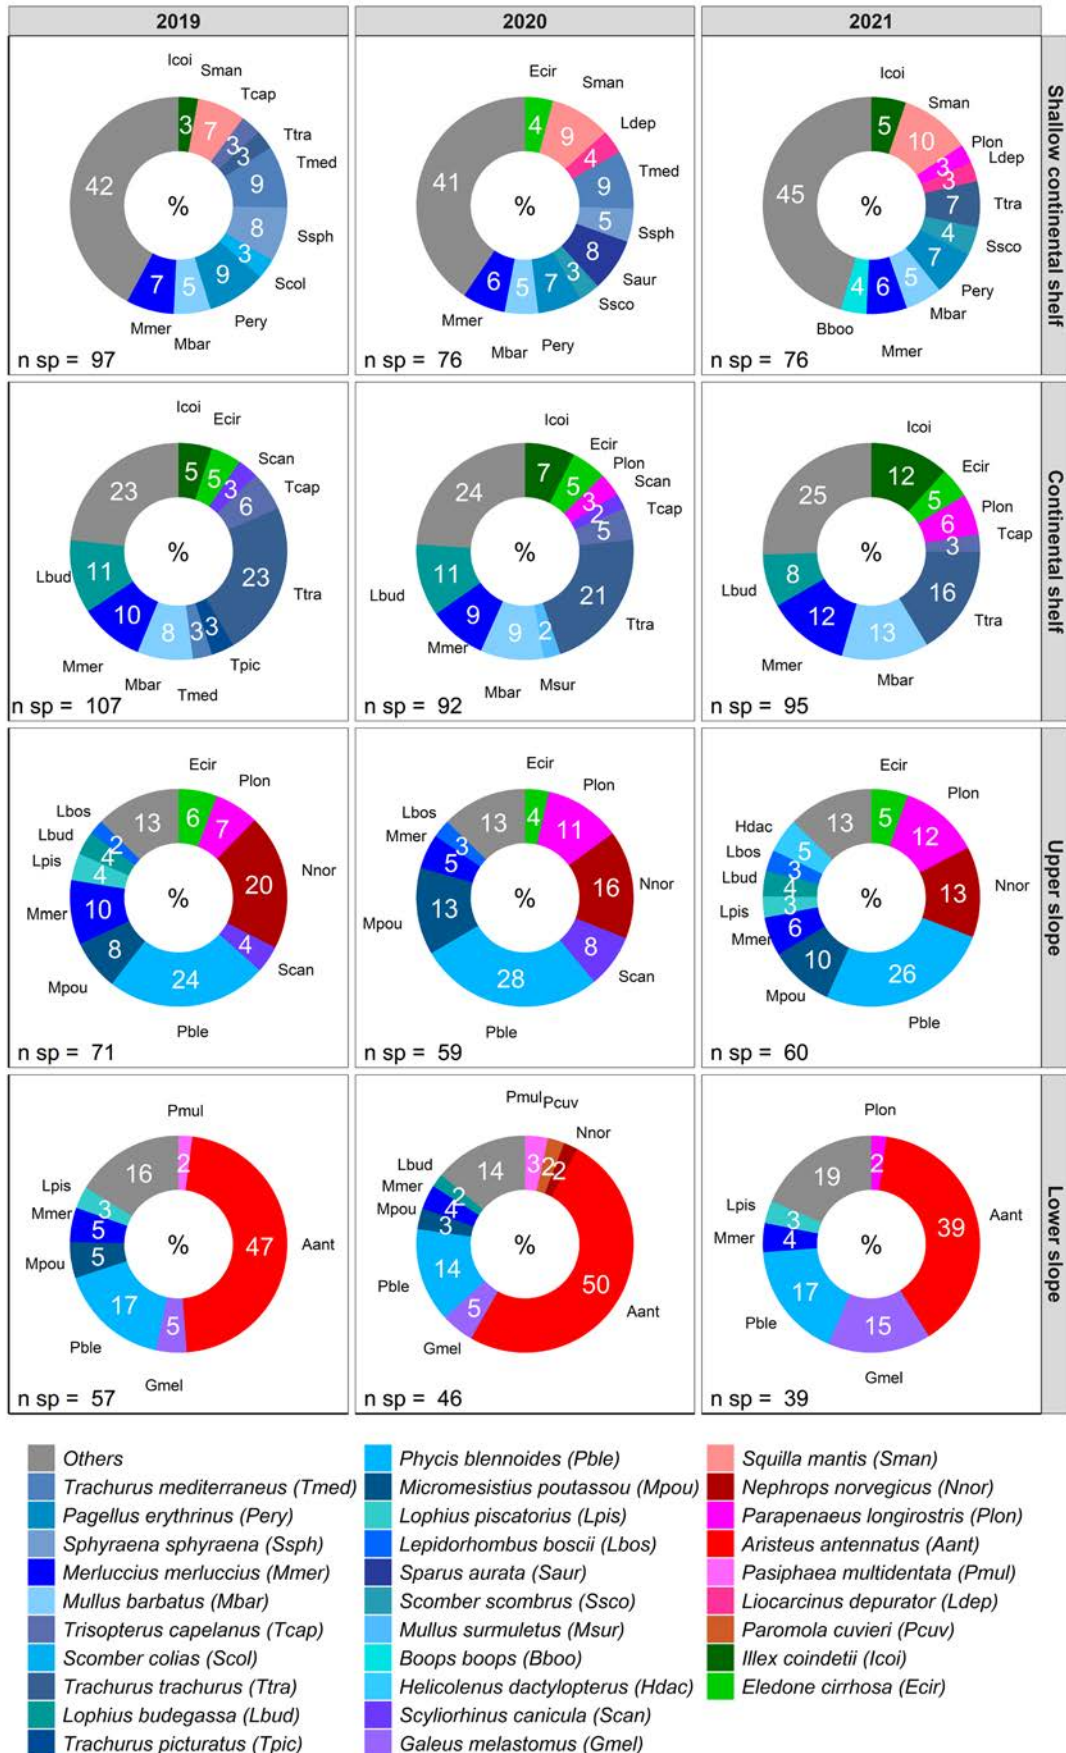 2019
2020
2021
Shallow continental shelf
Icoi
Sman
Tcap
Ttra
Tmed
Ssph
Scol
Pery
Mbar
Mmer
3
7
3
3
9
8
3
9
5
7
42
%
n sp = 97
Ecir
Sman
Ldep
Tmed
Ssph
Saur
Ssco
Pery
Mbar
Mmer
4
9
4
9
5
8
3
7
5
6
41
%
n sp = 76
Icoi
Sman
Plon
Ldep
Ttra
Ssco
Pery
Mbar
Mmer
Bboo
5
10
3
3
7
4
7
5
6
4
45
%
n sp = 76
Continental shelf
Icoi
Ecir
Scan
Tcap
Ttra
Tpic
Tmed
Mbar
Mmer
Lbud
5
5
3
6
23
3
3
8
10
11
23
%
n sp = 107
Icoi
Ecir
Plon
Scan
Tcap
Ttra
Msur
Mbar
Mmer
Lbud
7
5
3
2
5
21
2
9
9
11
24
%
n sp = 92
Icoi
Ecir
Plon
Tcap
Ttra
Mbar
Mmer
Lbud
12
5
6
3
16
13
12
8
25
%
n sp = 95
Upper slope
Ecir
Plon
Nnor
Scan
Pble
Mpou
Mmer
Lpis
Lbud
Lbos
6
7
20
4
24
8
10
4
4
2
13
%
n sp = 71
Ecir
Plon
Nnor
Scan
Pble
Mpou
Mmer
Lbos
4
11
16
8
28
13
5
3
13
%
n sp = 59
Ecir
Plon
Nnor
Pble
Mpou
Mmer
Lpis
Lbud
Lbos
Hdac
5
12
13
26
10
6
3
4
3
5
13
%
n sp = 60
Lower slope
Pmul
Aant
Gmel
Pble
Mpou
Mmer
Lpis
2
47
5
17
5
5
3
16
%
n sp = 57
Pmul
Pcuv
Nnor
Aant
Gmel
Pble
Mpou
Mmer
Lbud
3
2
2
50
5
14
3
4
2
14
%
n sp = 46
Plon
Aant
Gmel
Pble
Mmer
Lpis
2
39
15
17
4
3
19
%
n sp = 39
Others
Trachurus mediterraneus (Tmed)
Pagellus erythrinus (Pery)
Sphyraena sphyraena (Ssph)
Merluccius merluccius (Mmer)
Mullus barbatus (Mbar)
Trisopterus capelanus (Tcap)
Scomber colias (Scol)
Trachurus trachurus (Ttra)
Lophius budegassa (Lbud)
Trachurus picturatus (Tpic)
Phycis blennoides (Pble)
Micromesistius poutassou (Mpou)
Lophius piscatorius (Lpis)
Lepidorhombus boscii (Lbos)
Sparus aurata (Saur)
Scomber scombrus (Ssco)
Mullus surmuletus (Msur)
Boops boops (Bboo)
Helicolenus dactylopterus (Hdac)
Scyliorhinus canicula (Scan)
Galeus melastomus (Gmel)
Squilla mantis (Sman)
Nephrops norvegicus (Nnor)
Parapenaeus longirostris (Plon)
Aristeus antennatus (Aant)
Pasiphaea multidentata (Pmul)
Liocarcinus depurator (Ldep)
Paromola cuvieri (Pcuv)
Illex coindetii (Icoi)
Eledone cirrhosa (Ecir)